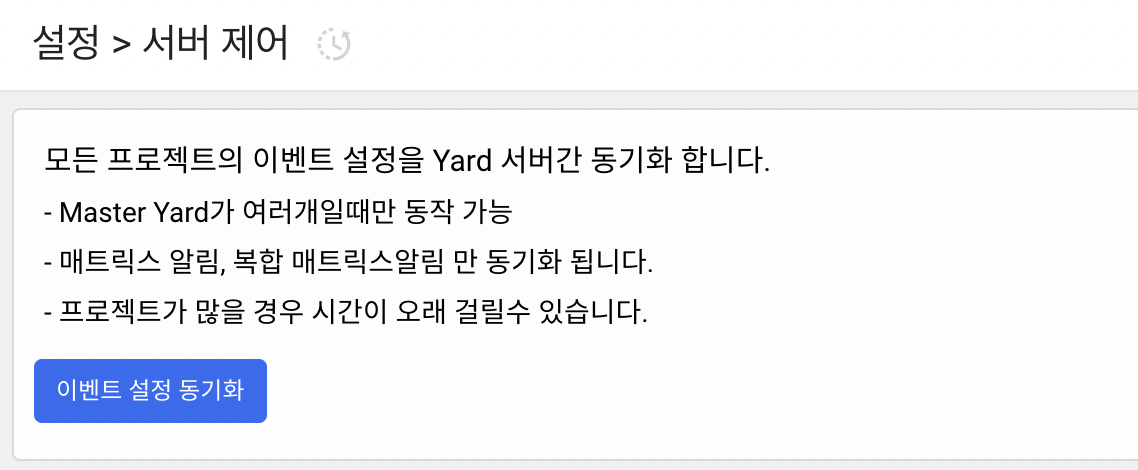 설정 > 서버 제어
모든 프로젝트의 이벤트 설정을 Yard 서버간 동기화 합니다.
- Master Yard가 여러개일때만 동작 가능
- 매트릭스 알림, 복합 매트릭스알림 만 동기화 됩니다.
- 프로젝트가 많을 경우 시간이 오래 걸릴수 있습니다.
이벤트 설정 동기화